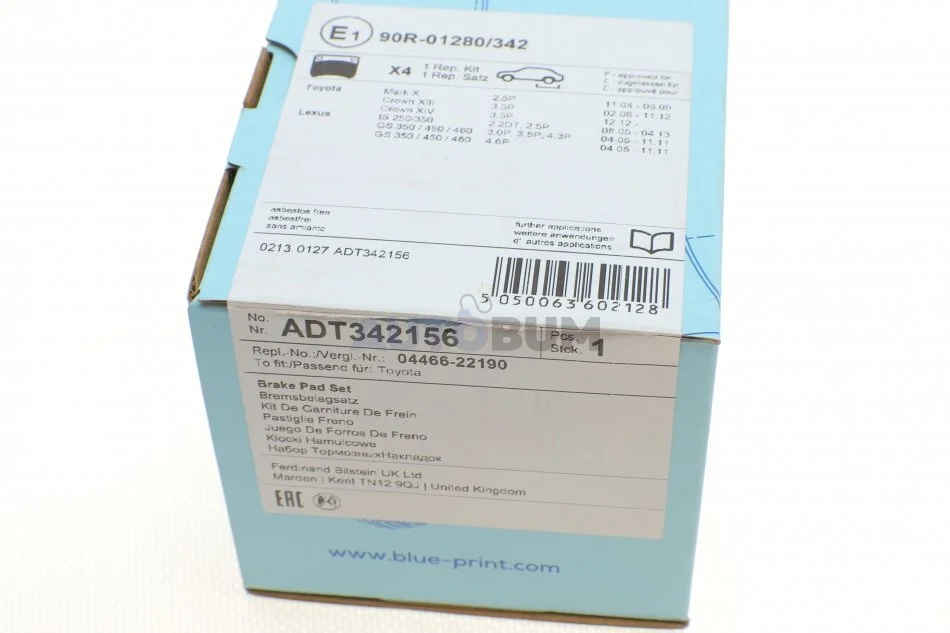 E1 90R-01280/342
X4 1 Rep. Kit
1 Rep. Satz
F - approved for
E - zugelassen für
E - approuvé pour
Toyota Mark X 2.5P 11.04 - 09.09
Crown XIII 3.5P 02.08 - 11.12
Crown XIV 3.5P 12.12 -
Lexus IS 250/350 2.2DT, 2.5P 08.05 - 04.13
GS 350 / 450 / 460 3.0P, 3.5P, 4.3P 04.05 - 11.11
GS 350 / 450 / 460 4.6P 04.05 - 11.11
asbestos free
asbestfrei
sans amiante
further applications
weitere anwendungen
d' autres applications
0213 0127 ADT342156
5 050063 602128
AUTOBUM
No.
Nr. ADT342156 Pcs.
Stck. 1
Repl.-No.:/Vergl.-Nr.: 04466-22190
To fit:/Passend für: Toyota
Brake Pad Set
Bremsbelagsatz
Kit De Garniture De Frein
Pastiglie Freno
Juego De Forros De Freno
Klocki Hamulcowe
Набор ТормозныхНакладок
Ferdinand Bilstein UK Ltd
Marden | Kent TN12 9QJ | United Kingdom
EAC
www.blue-print.com